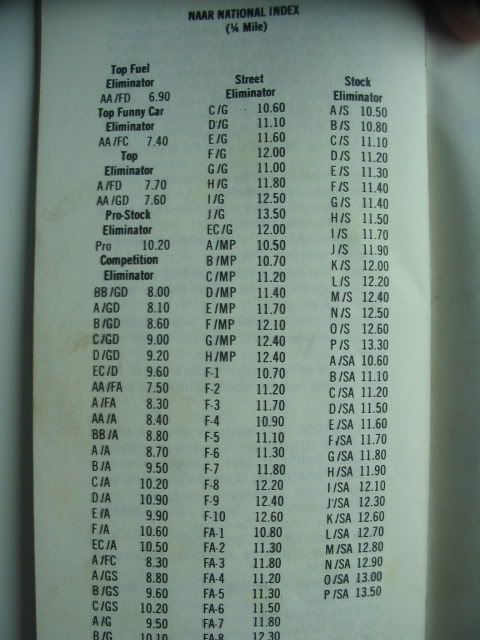 NAAR NATIONAL INDEX
(¼ Mile)
Top Fuel
Eliminator
AA/FD 6.90
Top Funny Car
Eliminator
AA/FC 7.40
Top
Eliminator
A/FD 7.70
AA/GD 7.60
Pro-Stock
Eliminator
Pro 10.20
Competition
Eliminator
BB/GD 8.00
A/GD 8.10
B/GD 8.60
C/GD 9.00
D/GD 9.20
EC/D 9.60
AA/FA 7.50
A/FA 8.30
AA/A 8.40
BB/A 8.80
A/A 8.70
B/A 9.50
C/A 10.20
D/A 10.90
E/A 9.90
F/A 10.60
EC/A 10.50
A/FC 8.30
A/GS 8.80
B/GS 9.60
C/GS 10.20
A/G 9.50
B/G 10.10
Street
Eliminator
C/G 10.60
D/G 11.10
E/G 11.60
F/G 12.00
G/G 11.00
H/G 11.80
I/G 12.50
J/G 13.50
EC/G 12.00
A/MP 10.50
B/MP 10.70
C/MP 11.20
D/MP 11.40
E/MP 11.70
F/MP 12.10
G/MP 12.40
H/MP 12.40
F-1 10.70
F-2 11.20
F-3 11.70
F-4 10.90
F-5 11.10
F-6 11.30
F-7 11.80
F-8 12.20
F-9 12.40
F-10 12.60
FA-1 10.80
FA-2 11.30
FA-3 11.80
FA-4 11.20
FA-5 11.30
FA-6 11.50
FA-7 11.80
FA-8 12.30
Stock
Eliminator
A/S 10.50
B/S 10.80
C/S 11.10
D/S 11.20
E/S 11.30
F/S 11.40
G/S 11.40
H/S 11.50
I/S 11.70
J/S 11.90
K/S 12.00
L/S 12.20
M/S 12.40
N/S 12.50
O/S 12.60
P/S 13.30
A/SA 10.60
B/SA 11.10
C/SA 11.20
D/SA 11.50
E/SA 11.60
F/SA 11.70
G/SA 11.80
H/SA 11.90
I/SA 12.10
J/SA 12.30
K/SA 12.60
L/SA 12.70
M/SA 12.80
N/SA 12.90
O/SA 13.00
P/SA 13.50